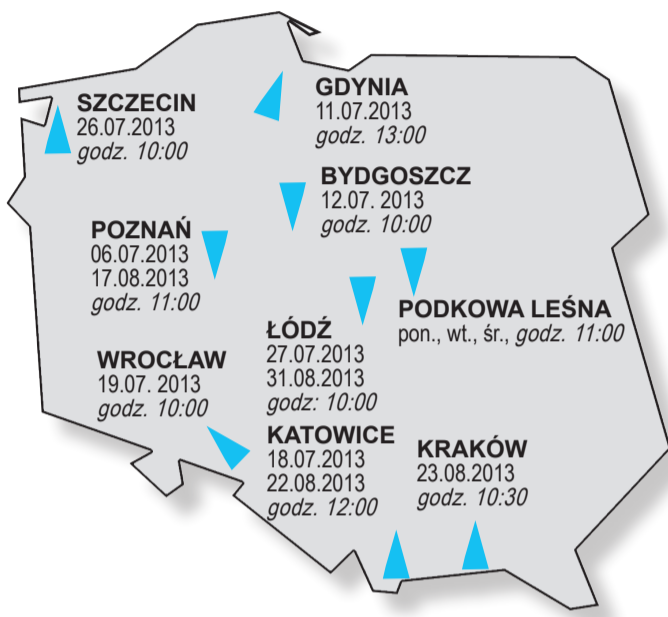 SZCZECIN
26.07.2013
godz. 10:00
GDYNIA
11.07.2013
godz. 13:00
BYDGOSZCZ
12.07. 2013
godz. 10:00
POZNAŃ
06.07.2013
17.08.2013
godz. 11:00
PODKOWA LEŚNA
pon., wt., śr., godz. 11:00
ŁÓDŹ
27.07.2013
31.08.2013
godz: 10:00
WROCŁAW
19.07. 2013
godz. 10:00
KATOWICE
18.07.2013
22.08.2013
godz. 12:00
KRAKÓW
23.08.2013
godz. 10:30